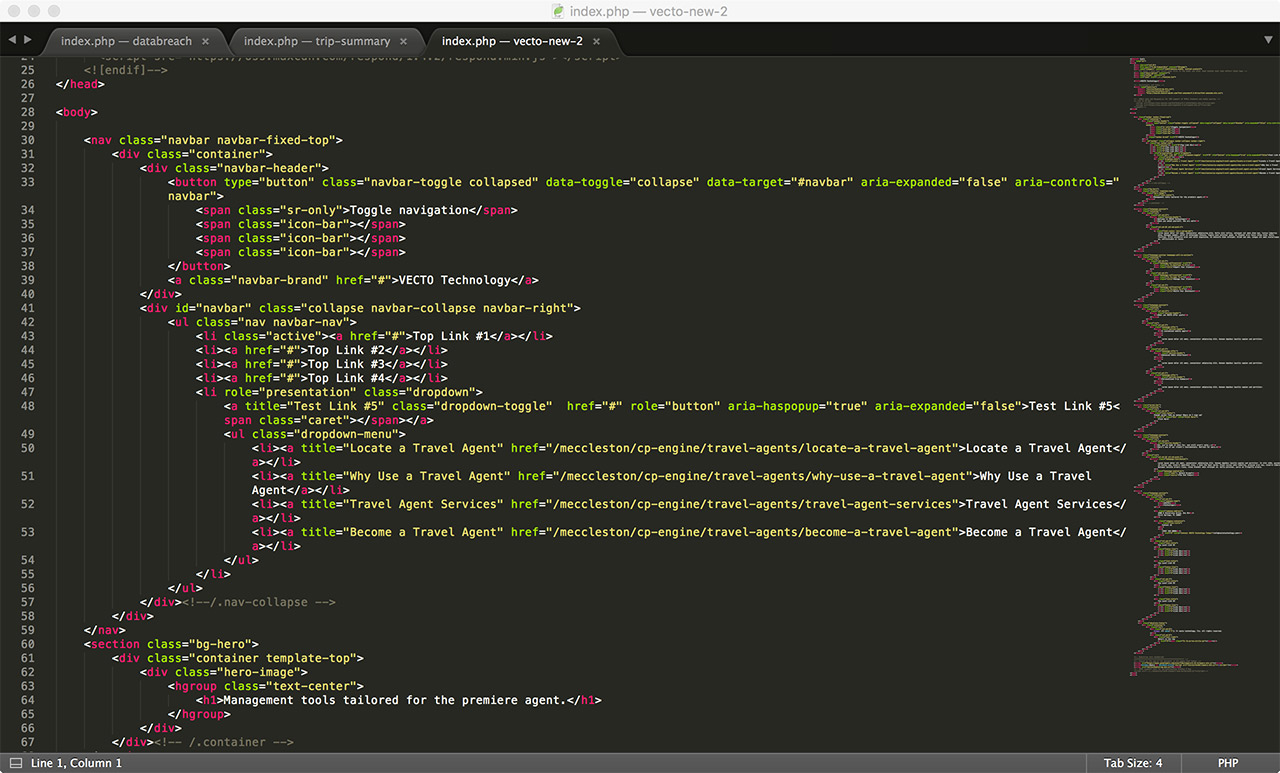 index.php — vecto-new-2
index.php — databreach × index.php — trip-summary × index.php — vecto-new-2 ×
25 <![endif]-->
26 </head>
27
28 <body>
29
30 <nav class="navbar navbar-fixed-top">
31 <div class="container">
32 <div class="navbar-header">
33 <button type="button" class="navbar-toggle collapsed" data-toggle="collapse" data-target="#navbar" aria-expanded="false" aria-controls="
navbar">
34 <span class="sr-only">Toggle navigation</span>
35 <span class="icon-bar"></span>
36 <span class="icon-bar"></span>
37 <span class="icon-bar"></span>
38 </button>
39 <a class="navbar-brand" href="#">VECTO Technology</a>
40 </div>
41 <div id="navbar" class="collapse navbar-collapse navbar-right">
42 <ul class="nav navbar-nav">
43 <li class="active"><a href="#">Top Link #1</a></li>
44 <li><a href="#">Top Link #2</a></li>
45 <li><a href="#">Top Link #3</a></li>
46 <li><a href="#">Top Link #4</a></li>
47 <li role="presentation" class="dropdown">
48 <a title="Test Link #5" class="dropdown-toggle"  href="#" role="button" aria-haspopup="true" aria-expanded="false">Test Link #5<
span class="caret"></span></a>
49 <ul class="dropdown-menu">
50 <li><a title="Locate a Travel Agent" href="/meccleston/cp-engine/travel-agents/locate-a-travel-agent">Locate a Travel Agent</
a></li>
51 <li><a title="Why Use a Travel Agent" href="/meccleston/cp-engine/travel-agents/why-use-a-travel-agent">Why Use a Travel
Agent</a></li>
52 <li><a title="Travel Agent Services" href="/meccleston/cp-engine/travel-agents/travel-agent-services">Travel Agent Services</
a></li>
53 <li><a title="Become a Travel Agent" href="/meccleston/cp-engine/travel-agents/become-a-travel-agent">Become a Travel Agent</
a></li>
54 </ul>
55 </li>
56 </ul>
57 </div><!--/.nav-collapse -->
58 </div>
59 </nav>
60 <section class="bg-hero">
61 <div class="container template-top">
62 <div class="hero-image">
63 <hgroup class="text-center">
64 <h1>Management tools tailored for the premiere agent.</h1>
65 </hgroup>
66 </div>
67 </div><!-- /.container -->
Line 1, Column 1 Tab Size: 4 PHP